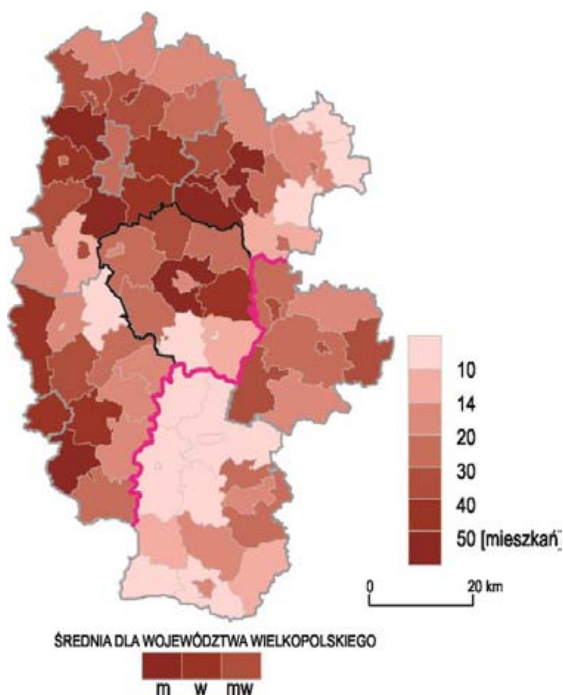 10
14
20
30
40
50 [mieszkań]
0 20 km
ŚREDNIA DLA WOJEWÓDZTWA WIELKOPOLSKIEGO
m w mw